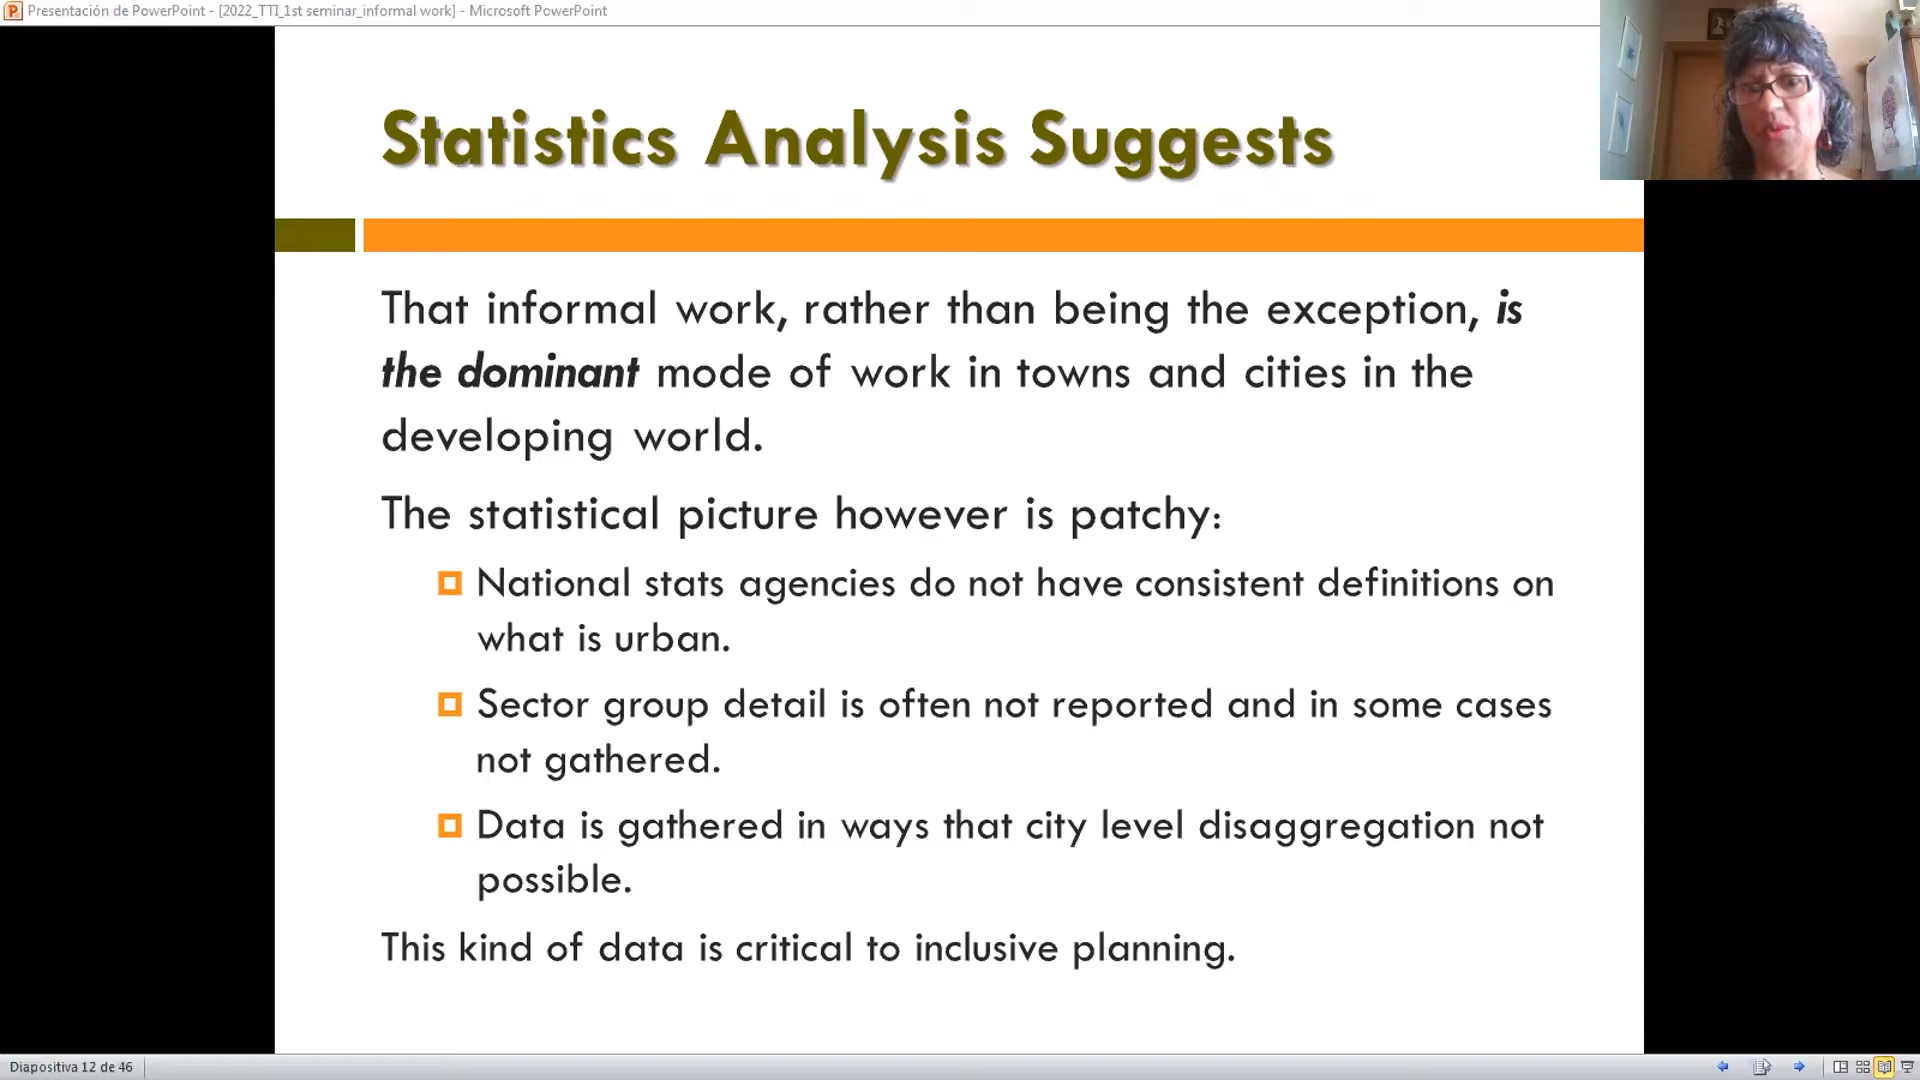 Presentación de PowerPoint - [2022_TTI_1st seminar_informal work] - Microsoft PowerPoint
Statistics Analysis Suggests
That informal work, rather than being the exception, is
the dominant mode of work in towns and cities in the
developing world.
The statistical picture however is patchy:
National stats agencies do not have consistent definitions on
what is urban.
Sector group detail is often not reported and in some cases
not gathered.
Data is gathered in ways that city level disaggregation not
possible.
This kind of data is critical to inclusive planning.
Diapositiva 12 de 46